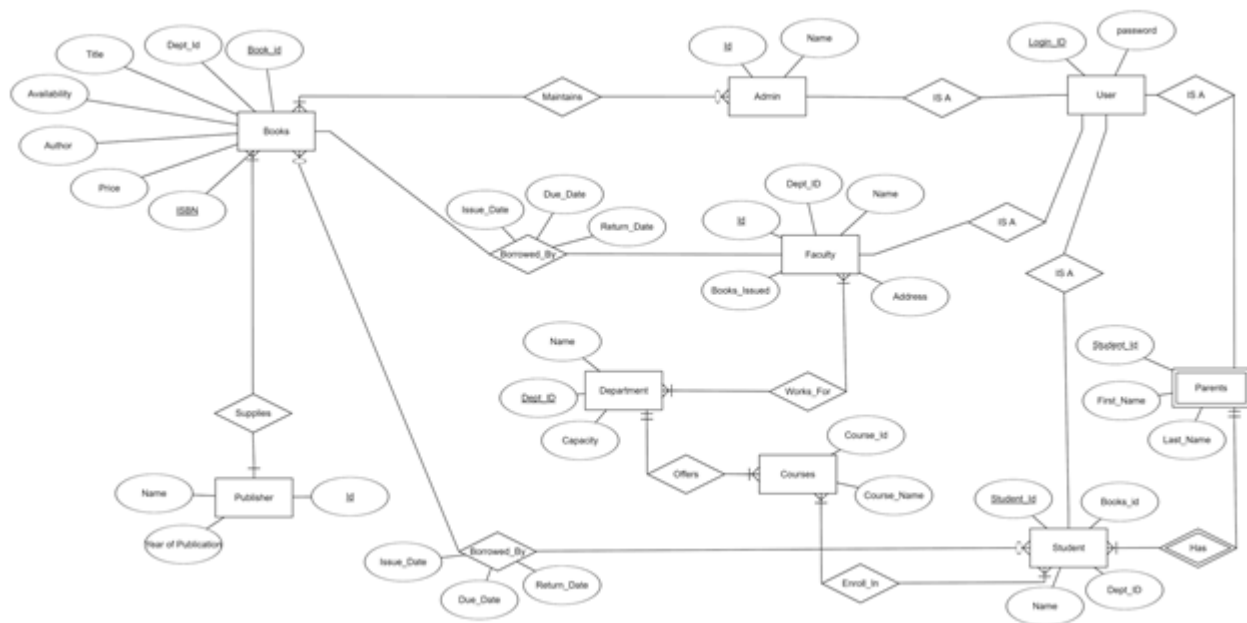 Title
Dept_Id
Book_id
Availability
Author
Price
ISBN
Books
Maintains
Id
Name
Admin
IS A
Login_ID
password
User
IS A
Issue_Date
Due_Date
Return_Date
Borrowed_By
Id
Dept_ID
Name
Faculty
Books_Issued
Address
IS A
IS A
Name
Dept_ID
Department
Capacity
Works_For
Student_Id
First_Name
Last_Name
Parents
Supplies
Offers
Course_Id
Courses
Course_Name
Name
Publisher
Id
Year of Publication
Student_Id
Books_id
Student
Has
Name
Dept_ID
Borrowed_By
Issue_Date
Due_Date
Return_Date
Enroll_In